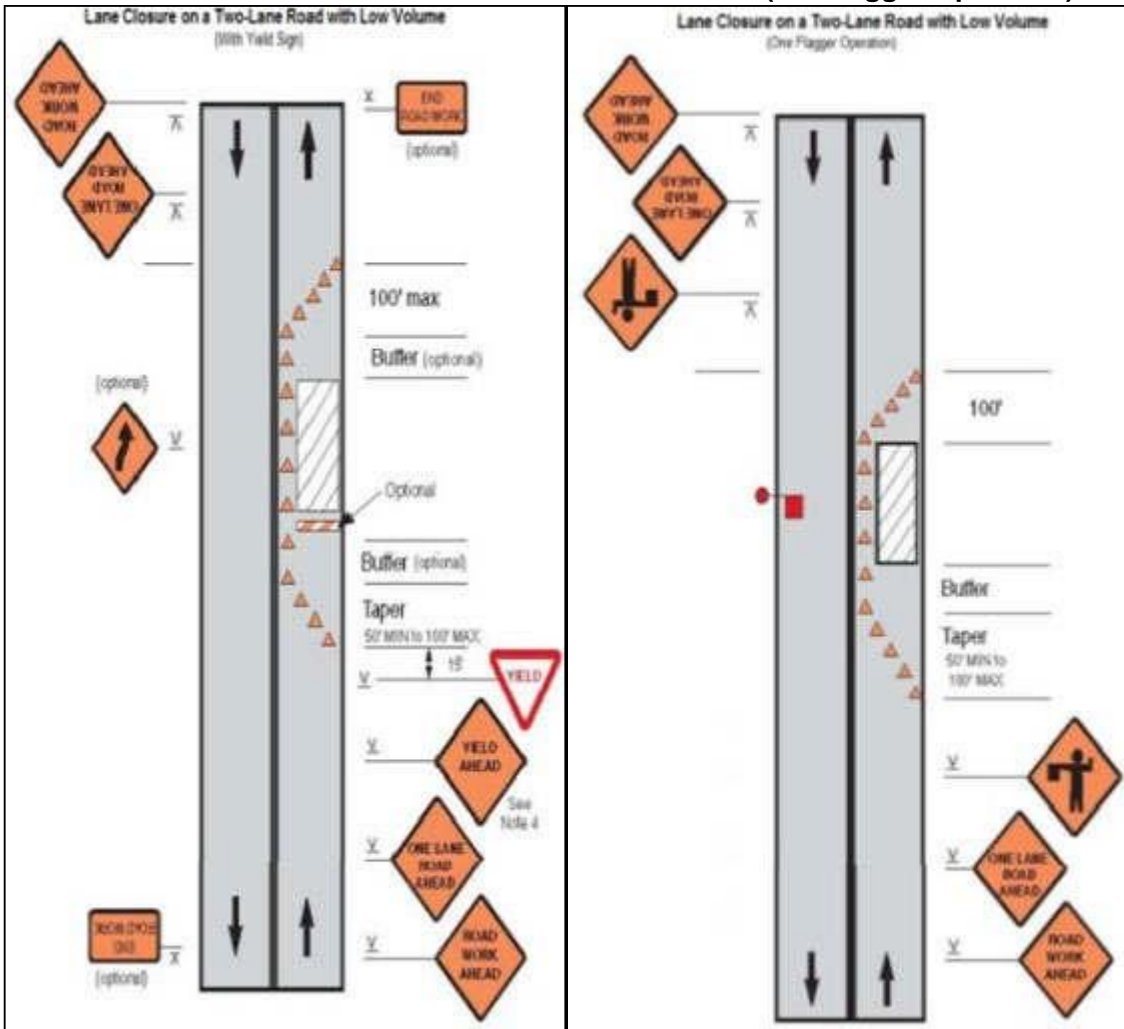 Lane Closure on a Two-Lane Road with Low Volume
(With Yield Sign)
ROAD
WORK
AHEAD
ONE LANE
ROAD
AHEAD
END
ROAD WORK
(optional)
X
100' max
Buffer (optional)
(optional)
Optional
Buffer (optional)
Taper
50' MIN to 100' MAX
15'
YIELD
YIELD
AHEAD
See
Note 4
ONE LANE
ROAD
AHEAD
ROAD
WORK
AHEAD
END
ROAD WORK
(optional)
X
Lane Closure on a Two-Lane Road with Low Volume
(One Flagger Operation)
ROAD
WORK
AHEAD
ONE LANE
ROAD
AHEAD
100'
Buffer
Taper
50' MIN to
100' MAX
ONE LANE
ROAD
AHEAD
ROAD
WORK
AHEAD